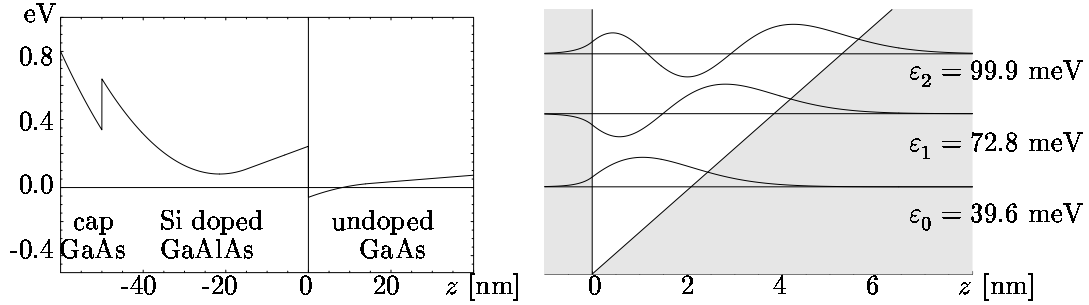 eV
0.8
0.4
0.0
-0.4
cap
GaAs
Si doped
GaAlAs
undoped
GaAs
-40 -20 0 20 z [nm]
ε2 = 99.9 meV
ε1 = 72.8 meV
ε0 = 39.6 meV
0 2 4 6 z [nm]